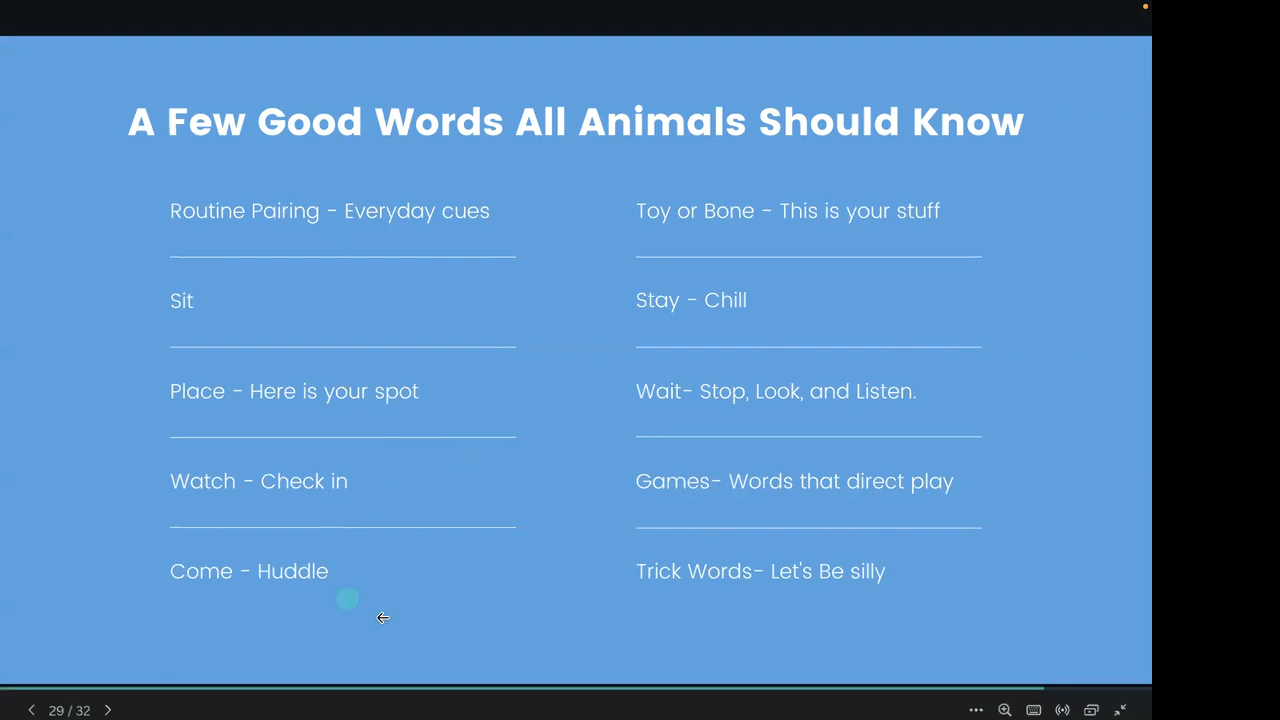 A Few Good Words All Animals Should Know
Routine Pairing - Everyday cues
Sit
Place - Here is your spot
Watch - Check in
Come - Huddle
Toy or Bone - This is your stuff
Stay - Chill
Wait- Stop, Look, and Listen.
Games- Words that direct play
Trick Words- Let's Be silly
29 / 32